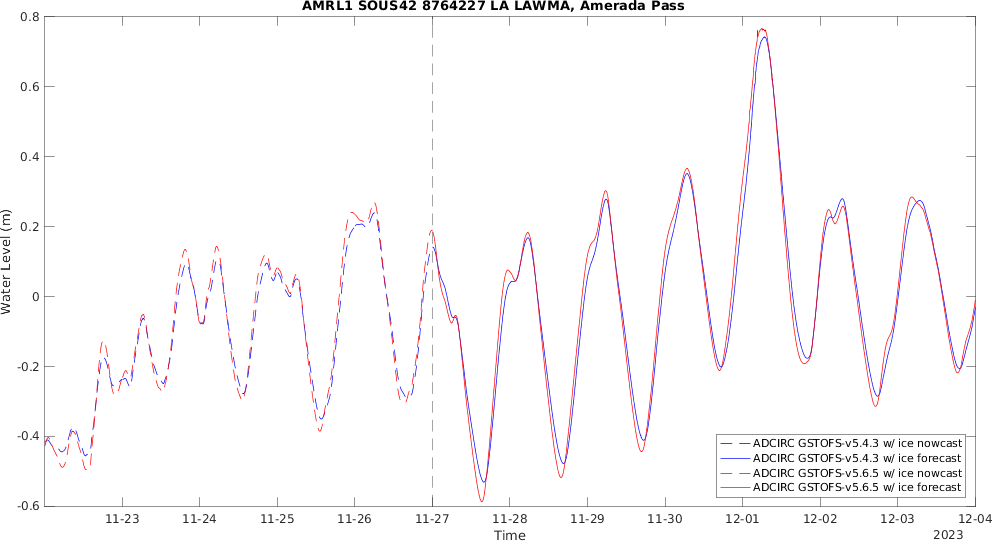 AMRL1 SOUS42 8764227 LA LAWMA, Amerada Pass
0.8
0.6
0.4
0.2
0
-0.2
-0.4
-0.6
Water Level (m)
ADCIRC GSTOFS-v5.4.3 w/ ice nowcast
ADCIRC GSTOFS-v5.4.3 w/ ice forecast
ADCIRC GSTOFS-v5.6.5 w/ ice nowcast
ADCIRC GSTOFS-v5.6.5 w/ ice forecast
11-23 11-24 11-25 11-26 11-27 11-28 11-29 11-30 12-01 12-02 12-03 12-04
Time
2023